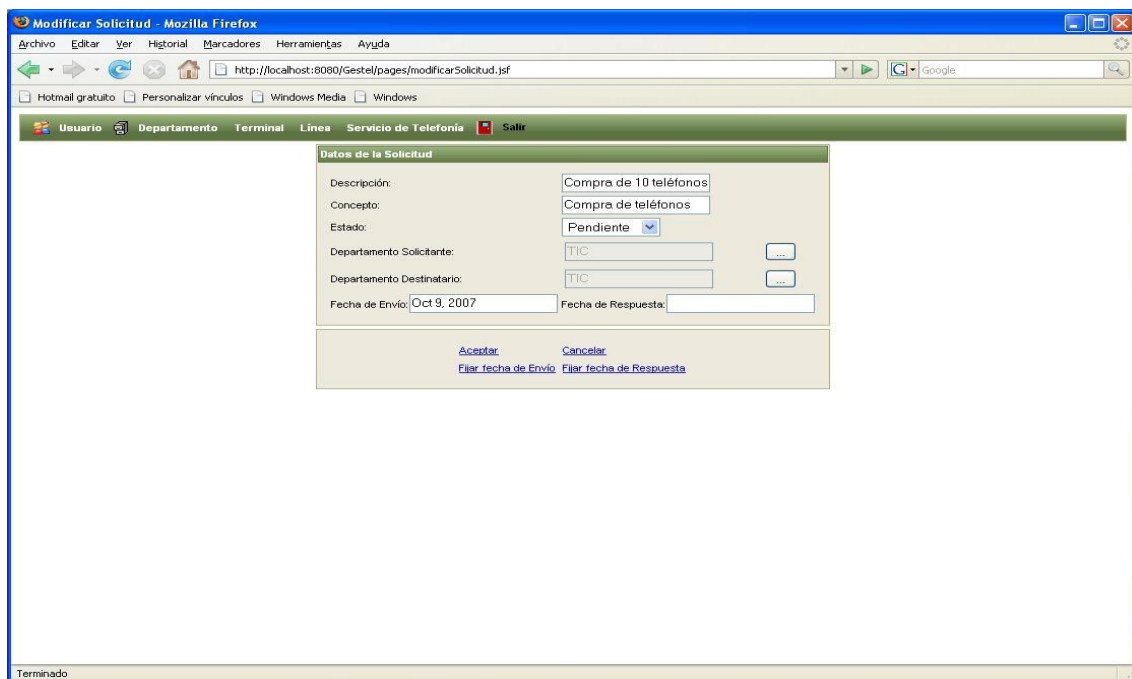 Modificar Solicitud - Mozilla Firefox
Archivo Editar Ver Historial Marcadores Herramientas Ayuda
http://localhost:8080/Gestel/pages/modificarSolicitud.jsf G Google
Hotmail gratuito Personalizar vínculos Windows Media Windows
Usuario Departamento Terminal Línea Servicio de Telefonía Salir
Datos de la Solicitud
Descripción: Compra de 10 teléfonos
Concepto: Compra de teléfonos
Estado: Pendiente
Departamento Solicitante: TIC ...
Departamento Destinatario: TIC ...
Fecha de Envío: Oct 9, 2007 Fecha de Respuesta:
Aceptar Cancelar
Fijar fecha de Envío Fijar fecha de Respuesta
Terminado